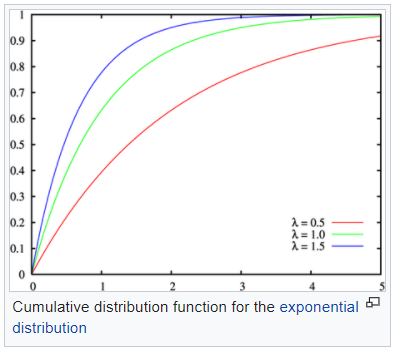 1
0.9
0.8
0.7
0.6
0.5
0.4
0.3
0.2
0.1
0
0 1 2 3 4 5
λ = 0.5
λ = 1.0
λ = 1.5
Cumulative distribution function for the exponential
distribution